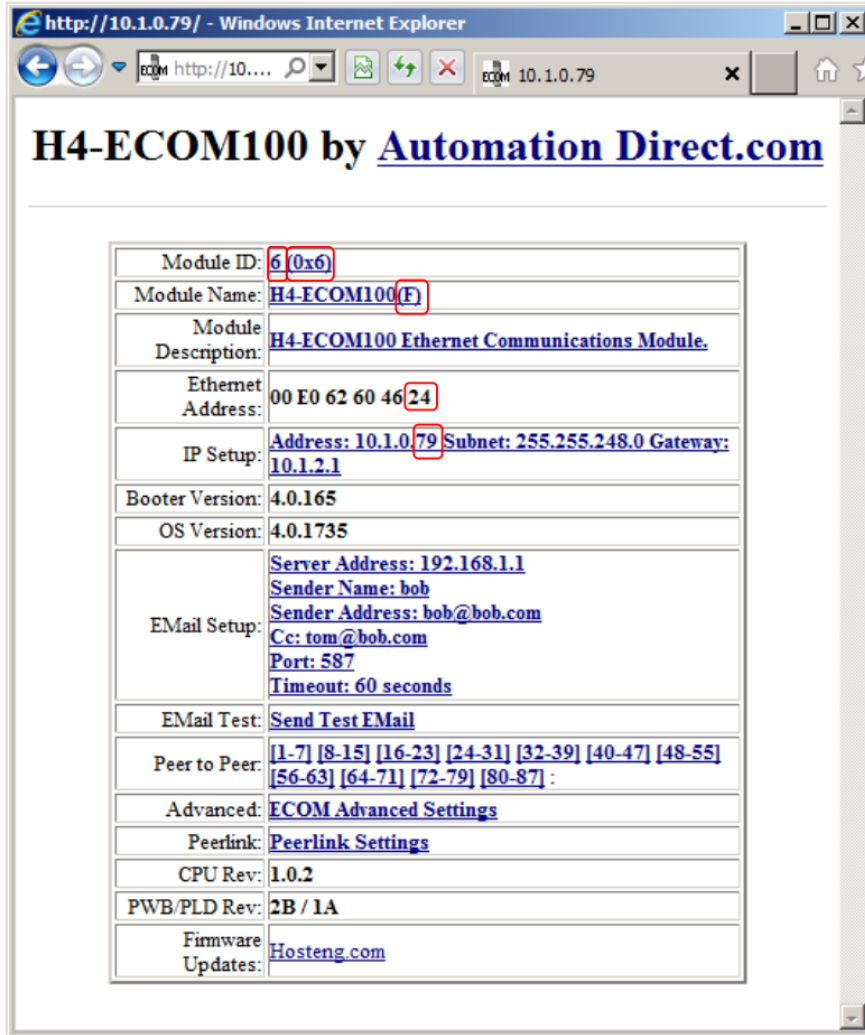 http://10.1.0.79/ - Windows Internet Explorer
ECOM http://10.... ECOM 10.1.0.79
H4-ECOM100 by Automation Direct.com
Module ID: 6 (0x6)
Module Name: H4-ECOM100(F)
Module
Description: H4-ECOM100 Ethernet Communications Module.
Ethernet
Address: 00 E0 62 60 46 24
IP Setup: Address: 10.1.0.79 Subnet: 255.255.248.0 Gateway:
10.1.2.1
Booter Version: 4.0.165
OS Version: 4.0.1735
EMail Setup: Server Address: 192.168.1.1
Sender Name: bob
Sender Address: bob@bob.com
Cc: tom@bob.com
Port: 587
Timeout: 60 seconds
EMail Test: Send Test EMail
Peer to Peer: [1-7] [8-15] [16-23] [24-31] [32-39] [40-47] [48-55]
[56-63] [64-71] [72-79] [80-87] :
Advanced: ECOM Advanced Settings
Peerlink: Peerlink Settings
CPU Rev: 1.0.2
PWB/PLD Rev: 2B / 1A
Firmware
Updates: Hosteng.com